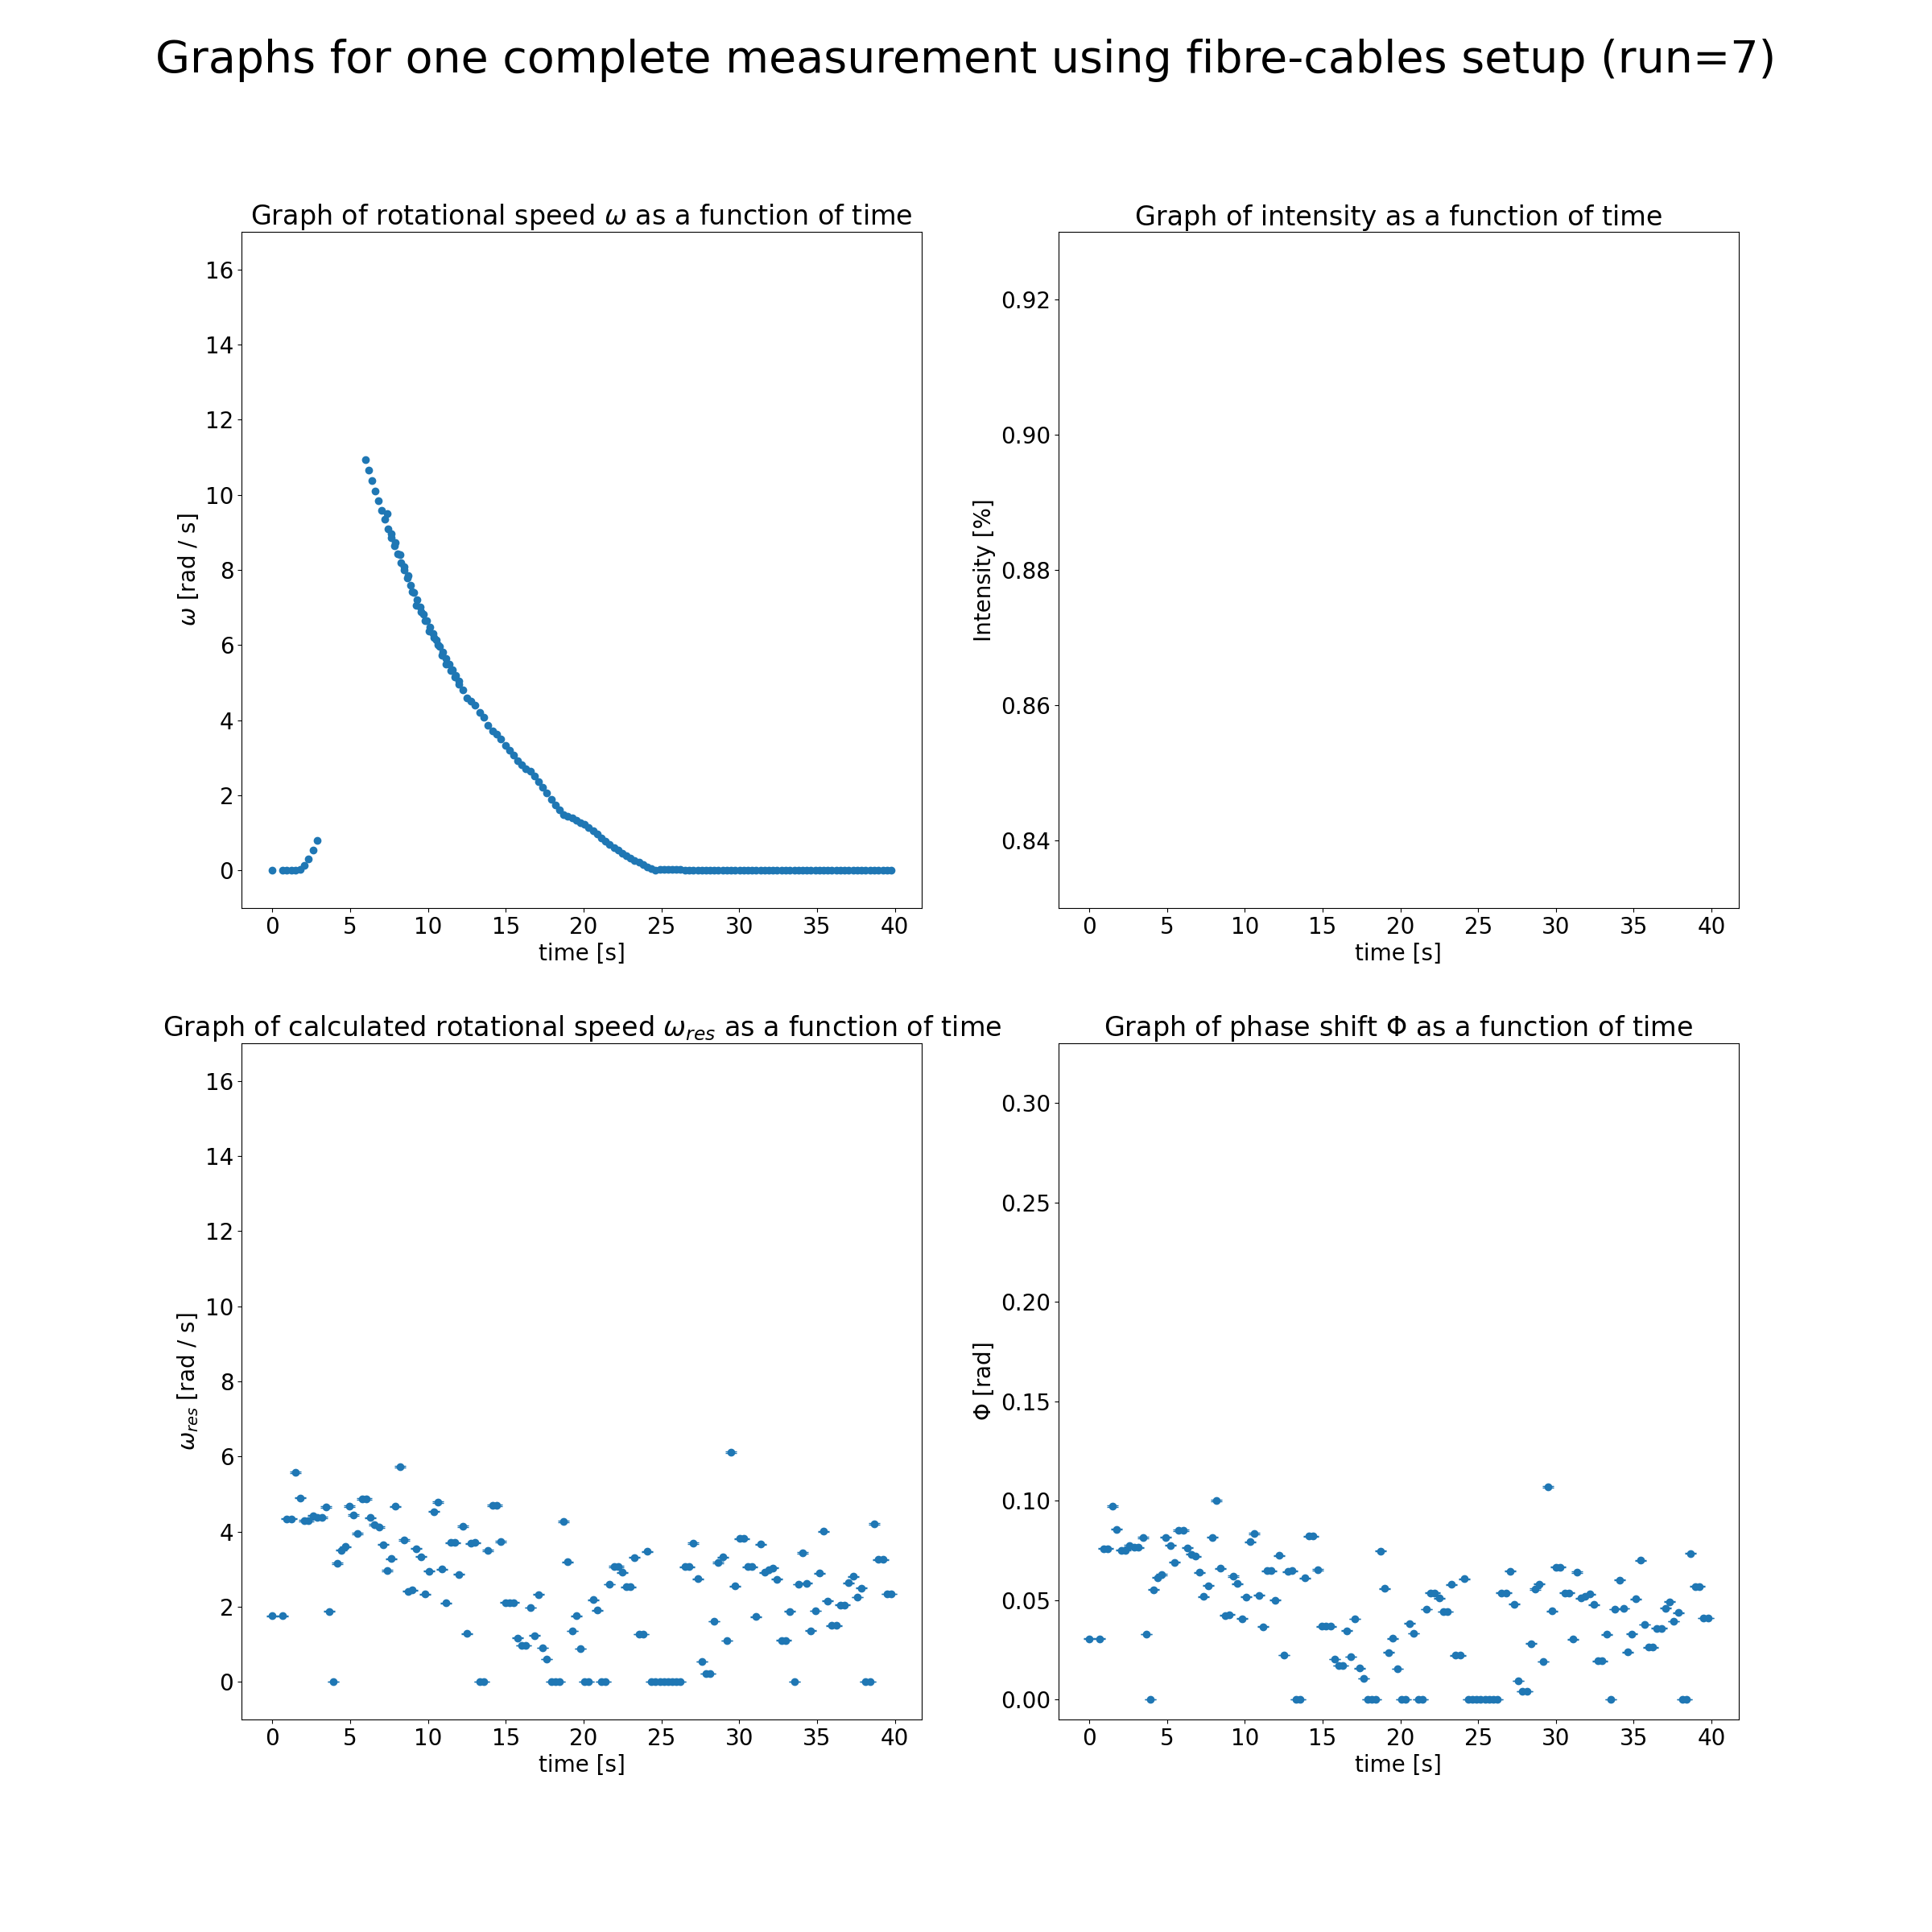 Graphs for one complete measurement using fibre-cables setup (run=7)
Graph of rotational speed ω as a function of time
16
14
12
10
8
6
4
2
0
ω [rad / s]
0 5 10 15 20 25 30 35 40
time [s]
Graph of intensity as a function of time
0.92
0.90
0.88
0.86
0.84
Intensity [%]
0 5 10 15 20 25 30 35 40
time [s]
Graph of calculated rotational speed ω_res as a function of time
16
14
12
10
8
6
4
2
0
ω_res [rad / s]
0 5 10 15 20 25 30 35 40
time [s]
Graph of phase shift Φ as a function of time
0.30
0.25
0.20
0.15
0.10
0.05
0.00
Φ [rad]
0 5 10 15 20 25 30 35 40
time [s]